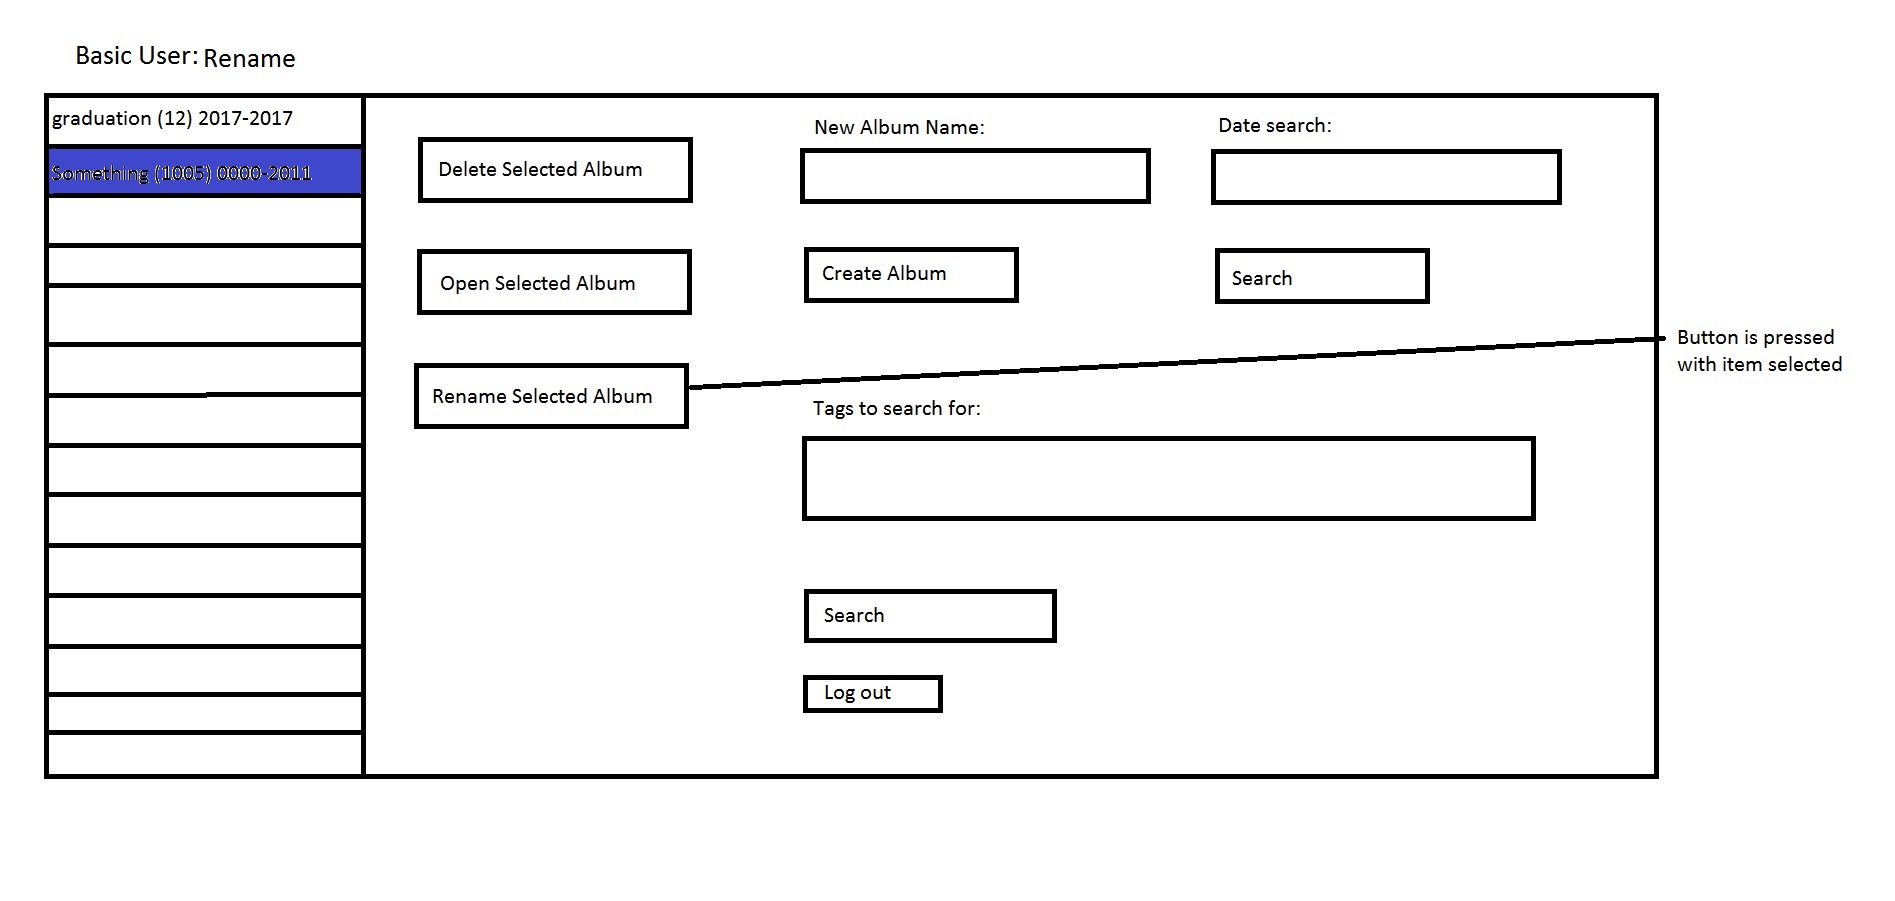 Basic User: Rename
graduation (12) 2017-2017
Something (1005) 0000-2011
Delete Selected Album
Open Selected Album
Rename Selected Album
New Album Name:
Create Album
Date search:
Search
Button is pressed
with item selected
Tags to search for:
Search
Log out